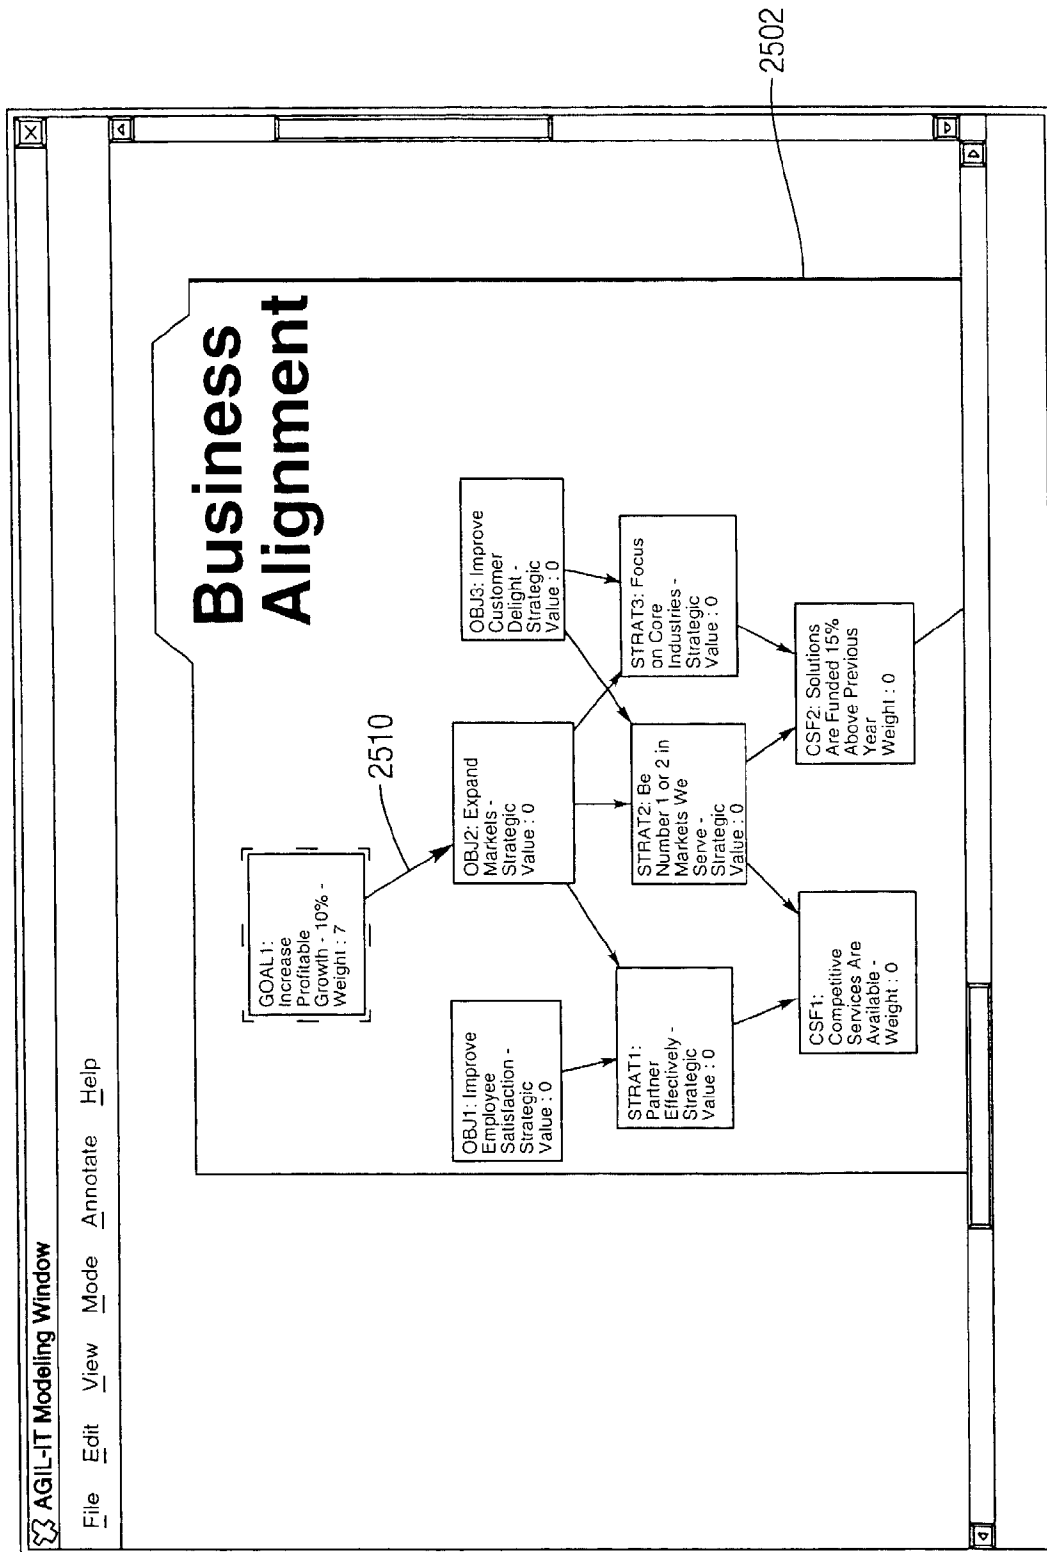 AGIL-IT Modeling Window
File Edit View Mode Annotate Help
Business
Alignment
GOAL1:
Increase
Profitable
Growth - 10% -
Weight : 7
2510
OBJ1: Improve
Employee
Satisfaction -
Strategic
Value : 0
OBJ2: Expand
Markets -
Strategic
Value : 0
OBJ3: Improve
Customer
Delight -
Strategic
Value : 0
STRAT1:
Partner
Effectively -
Strategic
Value : 0
STRAT2: Be
Number 1 or 2 in
Markets We
Serve -
Strategic
Value : 0
STRAT3: Focus
on Core
Industries -
Strategic
Value : 0
CSF1:
Competitive
Services Are
Available -
Weight : 0
CSF2: Solutions
Are Funded 15%
Above Previous
Year
Weight : 0
2502